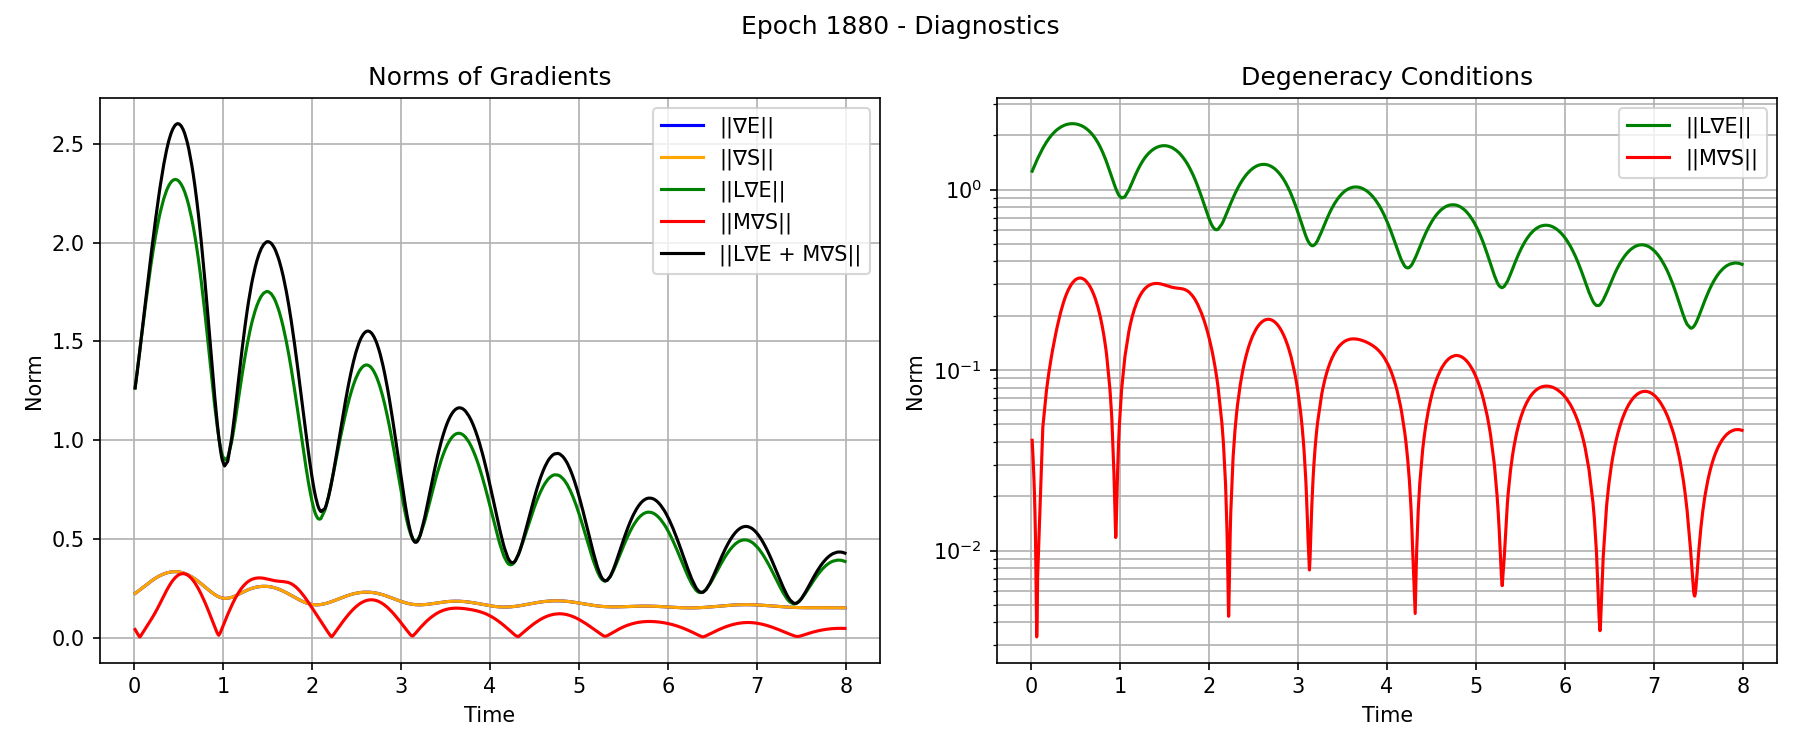 Epoch 1880 - Diagnostics
Norms of Gradients
Norm
2.5
2.0
1.5
1.0
0.5
0.0
||∇E||
||∇S||
||L∇E||
||M∇S||
||L∇E + M∇S||
0 1 2 3 4 5 6 7 8
Time
Degeneracy Conditions
Norm
10⁰
10⁻¹
10⁻²
||L∇E||
||M∇S||
0 1 2 3 4 5 6 7 8
Time